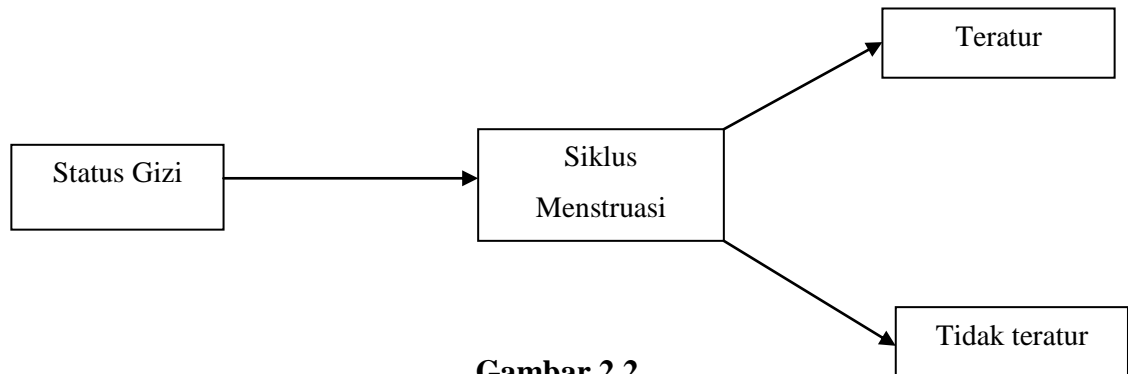 Teratur
Status Gizi
Siklus
Menstruasi
Tidak teratur
Gambar 2.2